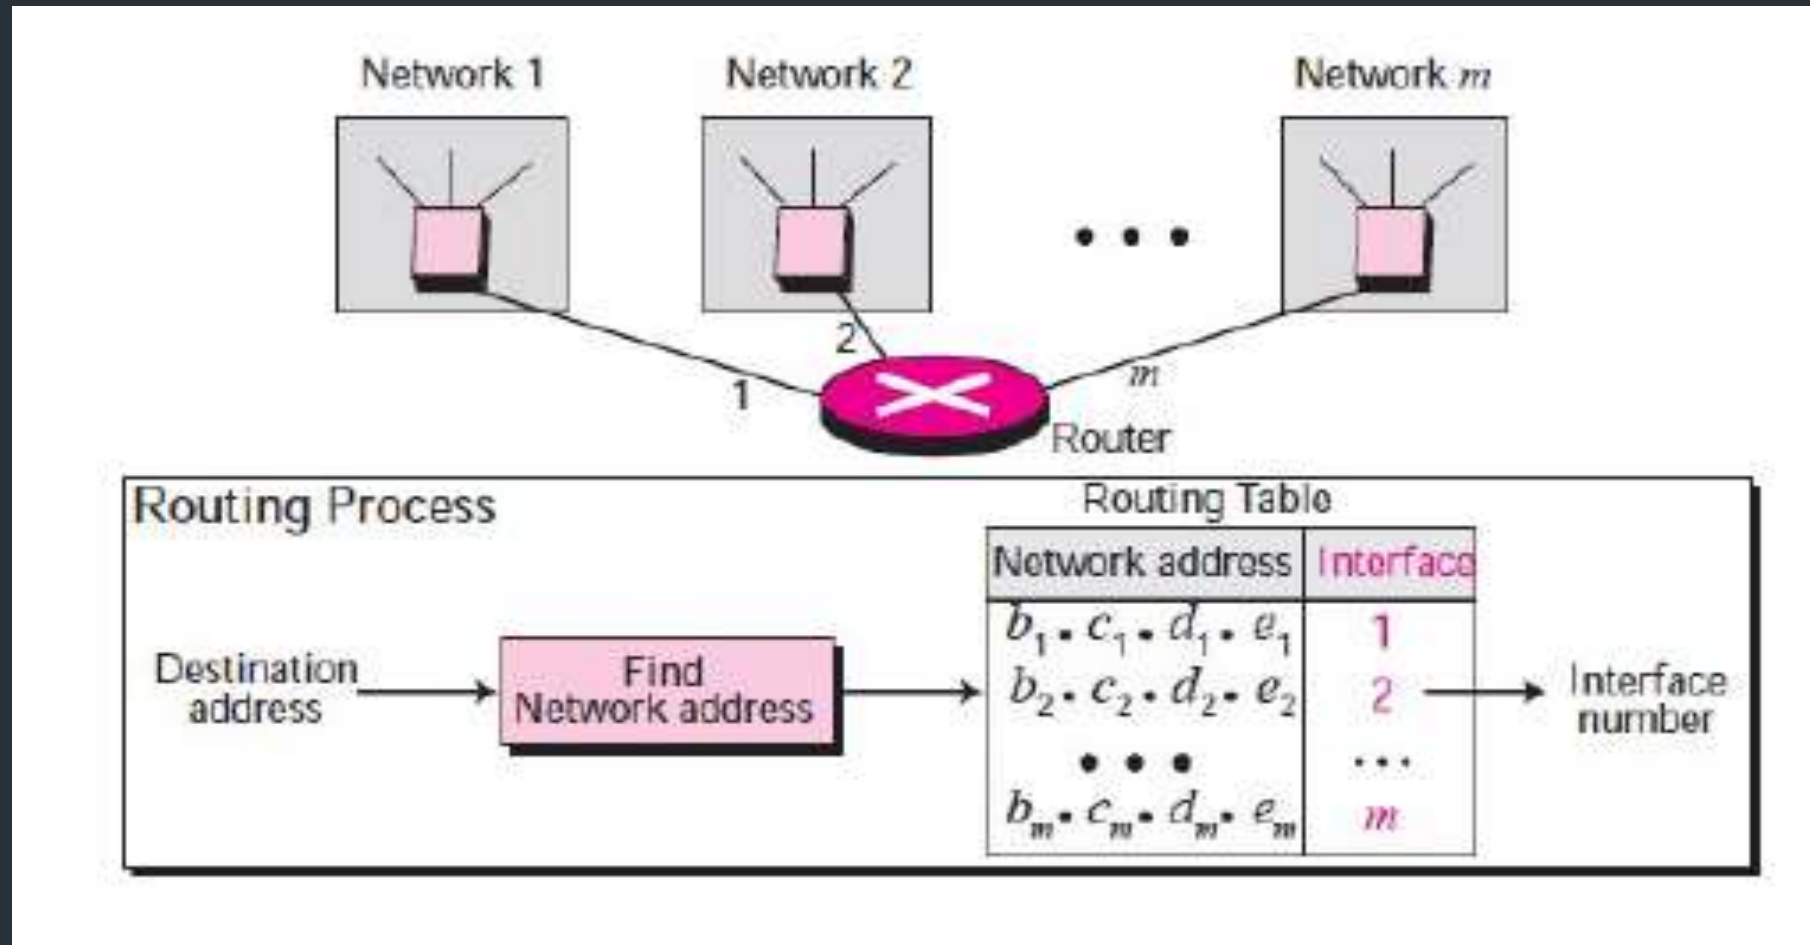 Network 1 Network 2 Network m
2
1 m
Router
Routing Process
Routing Table
Network address Interface
b₁. c₁. d₁. e₁ 1
Destination address
Find Network address
b₂. c₂. d₂. e₂ 2
Interface number
• • • • • •
bₘ. cₘ. dₘ. eₘ m